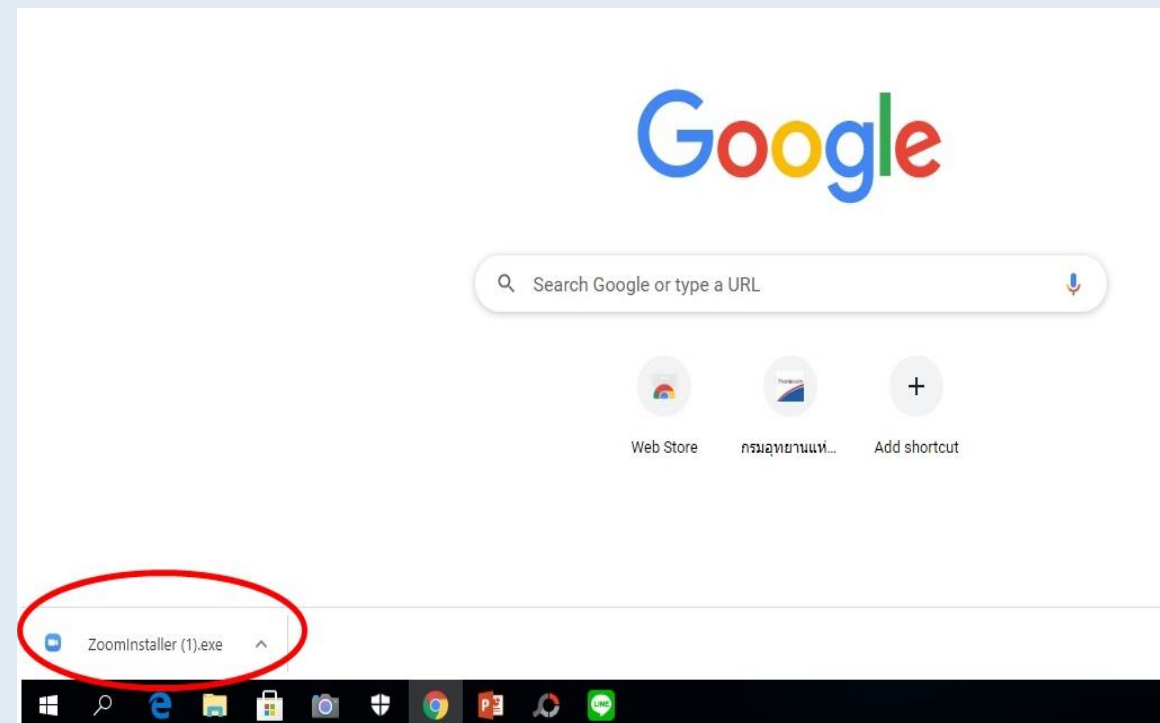 Google
Search Google or type a URL
Web Store
กรมอุทยานแห่...
Add shortcut
ZoomInstaller (1).exe
LINE